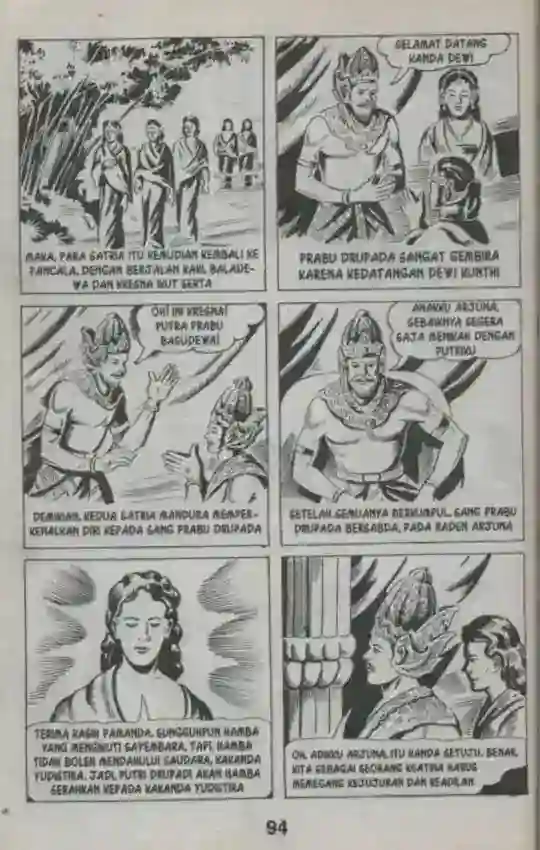 MAKA, PARA SATRIA ITU KEMUDIAN KEMBALI KE
PANCALA, DENGAN BERJALAN KAKI, BALADE-
WA DAN KRESNA IKUT SERTA
SELAMAT DATANG
KANDA DEWI
PRABU DRUPADA SANGAT GEMBIRA
KARENA KEDATANGAN DEWI KUNTHI
OH! INI KRESNA!
PUTRA PRABU
BASUDEWA!
DEMIKIAN, KEDUA SATRIA MANDURA MEMPER-
KENALKAN DIRI KEPADA SANG PRABU DRUPADA
ANAKKU ARJUNA,
SEBAIKNYA SEGERA
SAJA MENIKAH DENGAN
PUTRIKU
SETELAH SEMUANYA BERKUMPUL, SANG PRABU
DRUPADA BERSABDA, PADA RADEN ARJUNA
TERIMA KASIH PAMANDA, SUNGGUHPUN HAMBA
YANG MENGIKUTI SAYEMBARA, TAPI HAMBA
TIDAK BOLEH MENDAHULUI SAUDARA, KAKANDA
YUDISTIRA. JADI, PUTRI DRUPADI AKAN HAMBA
SERAHKAN KEPADA KAKANDA YUDISTIRA
OH, ADIKKU ARJUNA, ITU KANDA SETUJU. BENAR,
KITA SEBAGAI SEORANG KSATRIA HARUS
MEMEGANG KEJUJURAN DAN KEADILAN
94